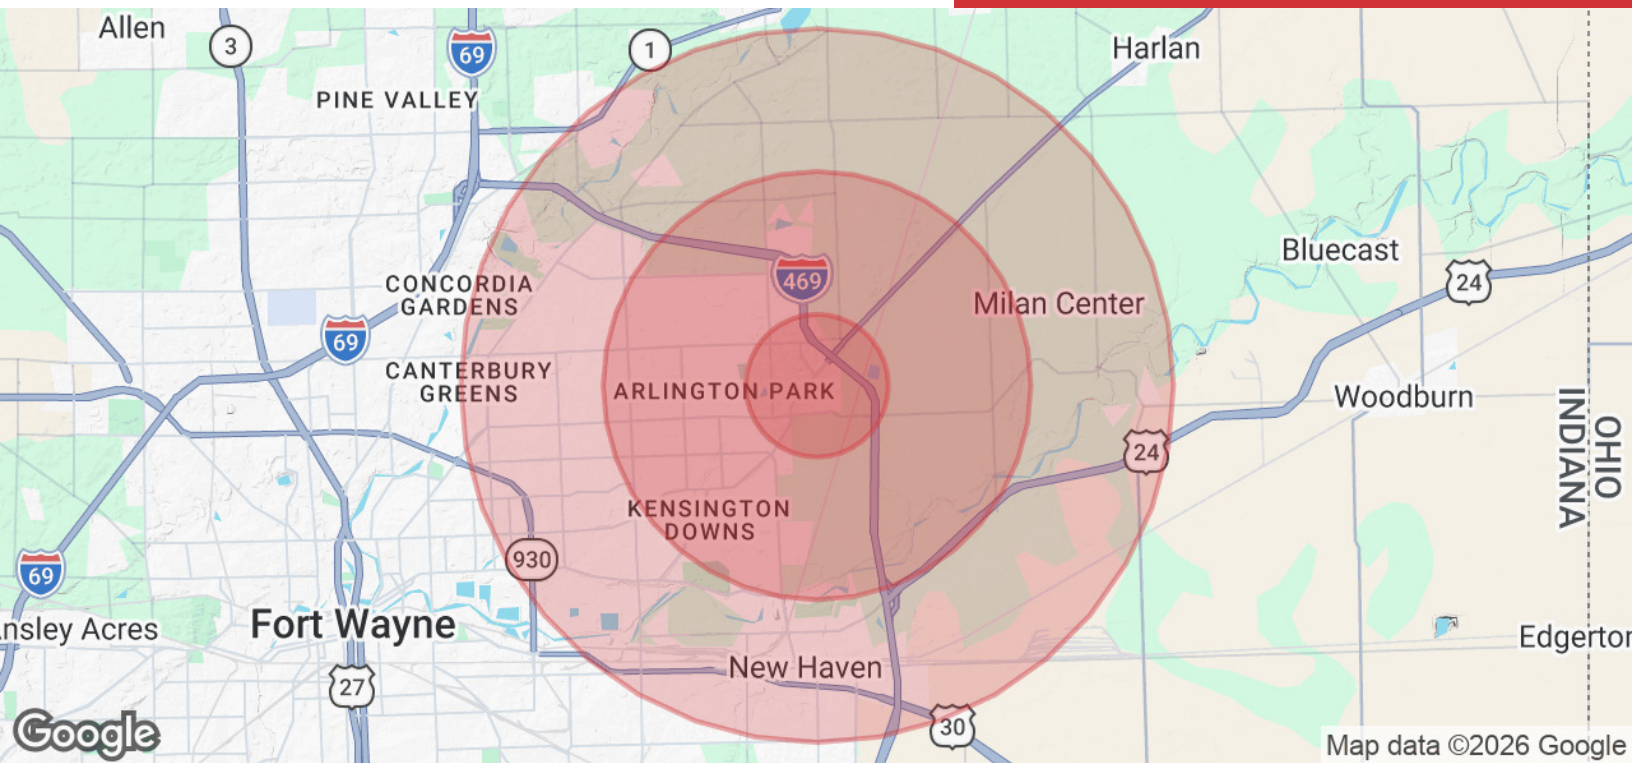 Allen
3
69
1
Harlan
PINE VALLEY
CONCORDIA
GARDENS
469
Milan Center
Bluecast
24
69
CANTERBURY
GREENS
ARLINGTON PARK
Woodburn
OHIO
INDIANA
24
KENSINGTON
DOWNS
930
69
nsley Acres
Fort Wayne
Edgerton
New Haven
27
30
Google
Map data ©2026 Google